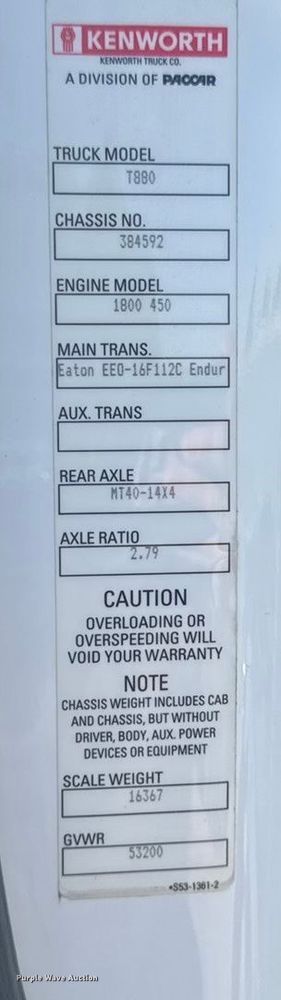 KENWORTH
KENWORTH TRUCK CO.
A DIVISION OF PACCAR
TRUCK MODEL
T880
CHASSIS NO.
384592
ENGINE MODEL
1800 450
MAIN TRANS.
Eaton EEO-16F112C Endur
AUX. TRANS
REAR AXLE
MT40-14X4
AXLE RATIO
2.79
CAUTION
OVERLOADING OR
OVERSPEEDING WILL
VOID YOUR WARRANTY
NOTE
CHASSIS WEIGHT INCLUDES CAB
AND CHASSIS, BUT WITHOUT
DRIVER, BODY, AUX. POWER
DEVICES OR EQUIPMENT
SCALE WEIGHT
16367
GVWR
53200
•S53-1361-2
Purple Wave Auction